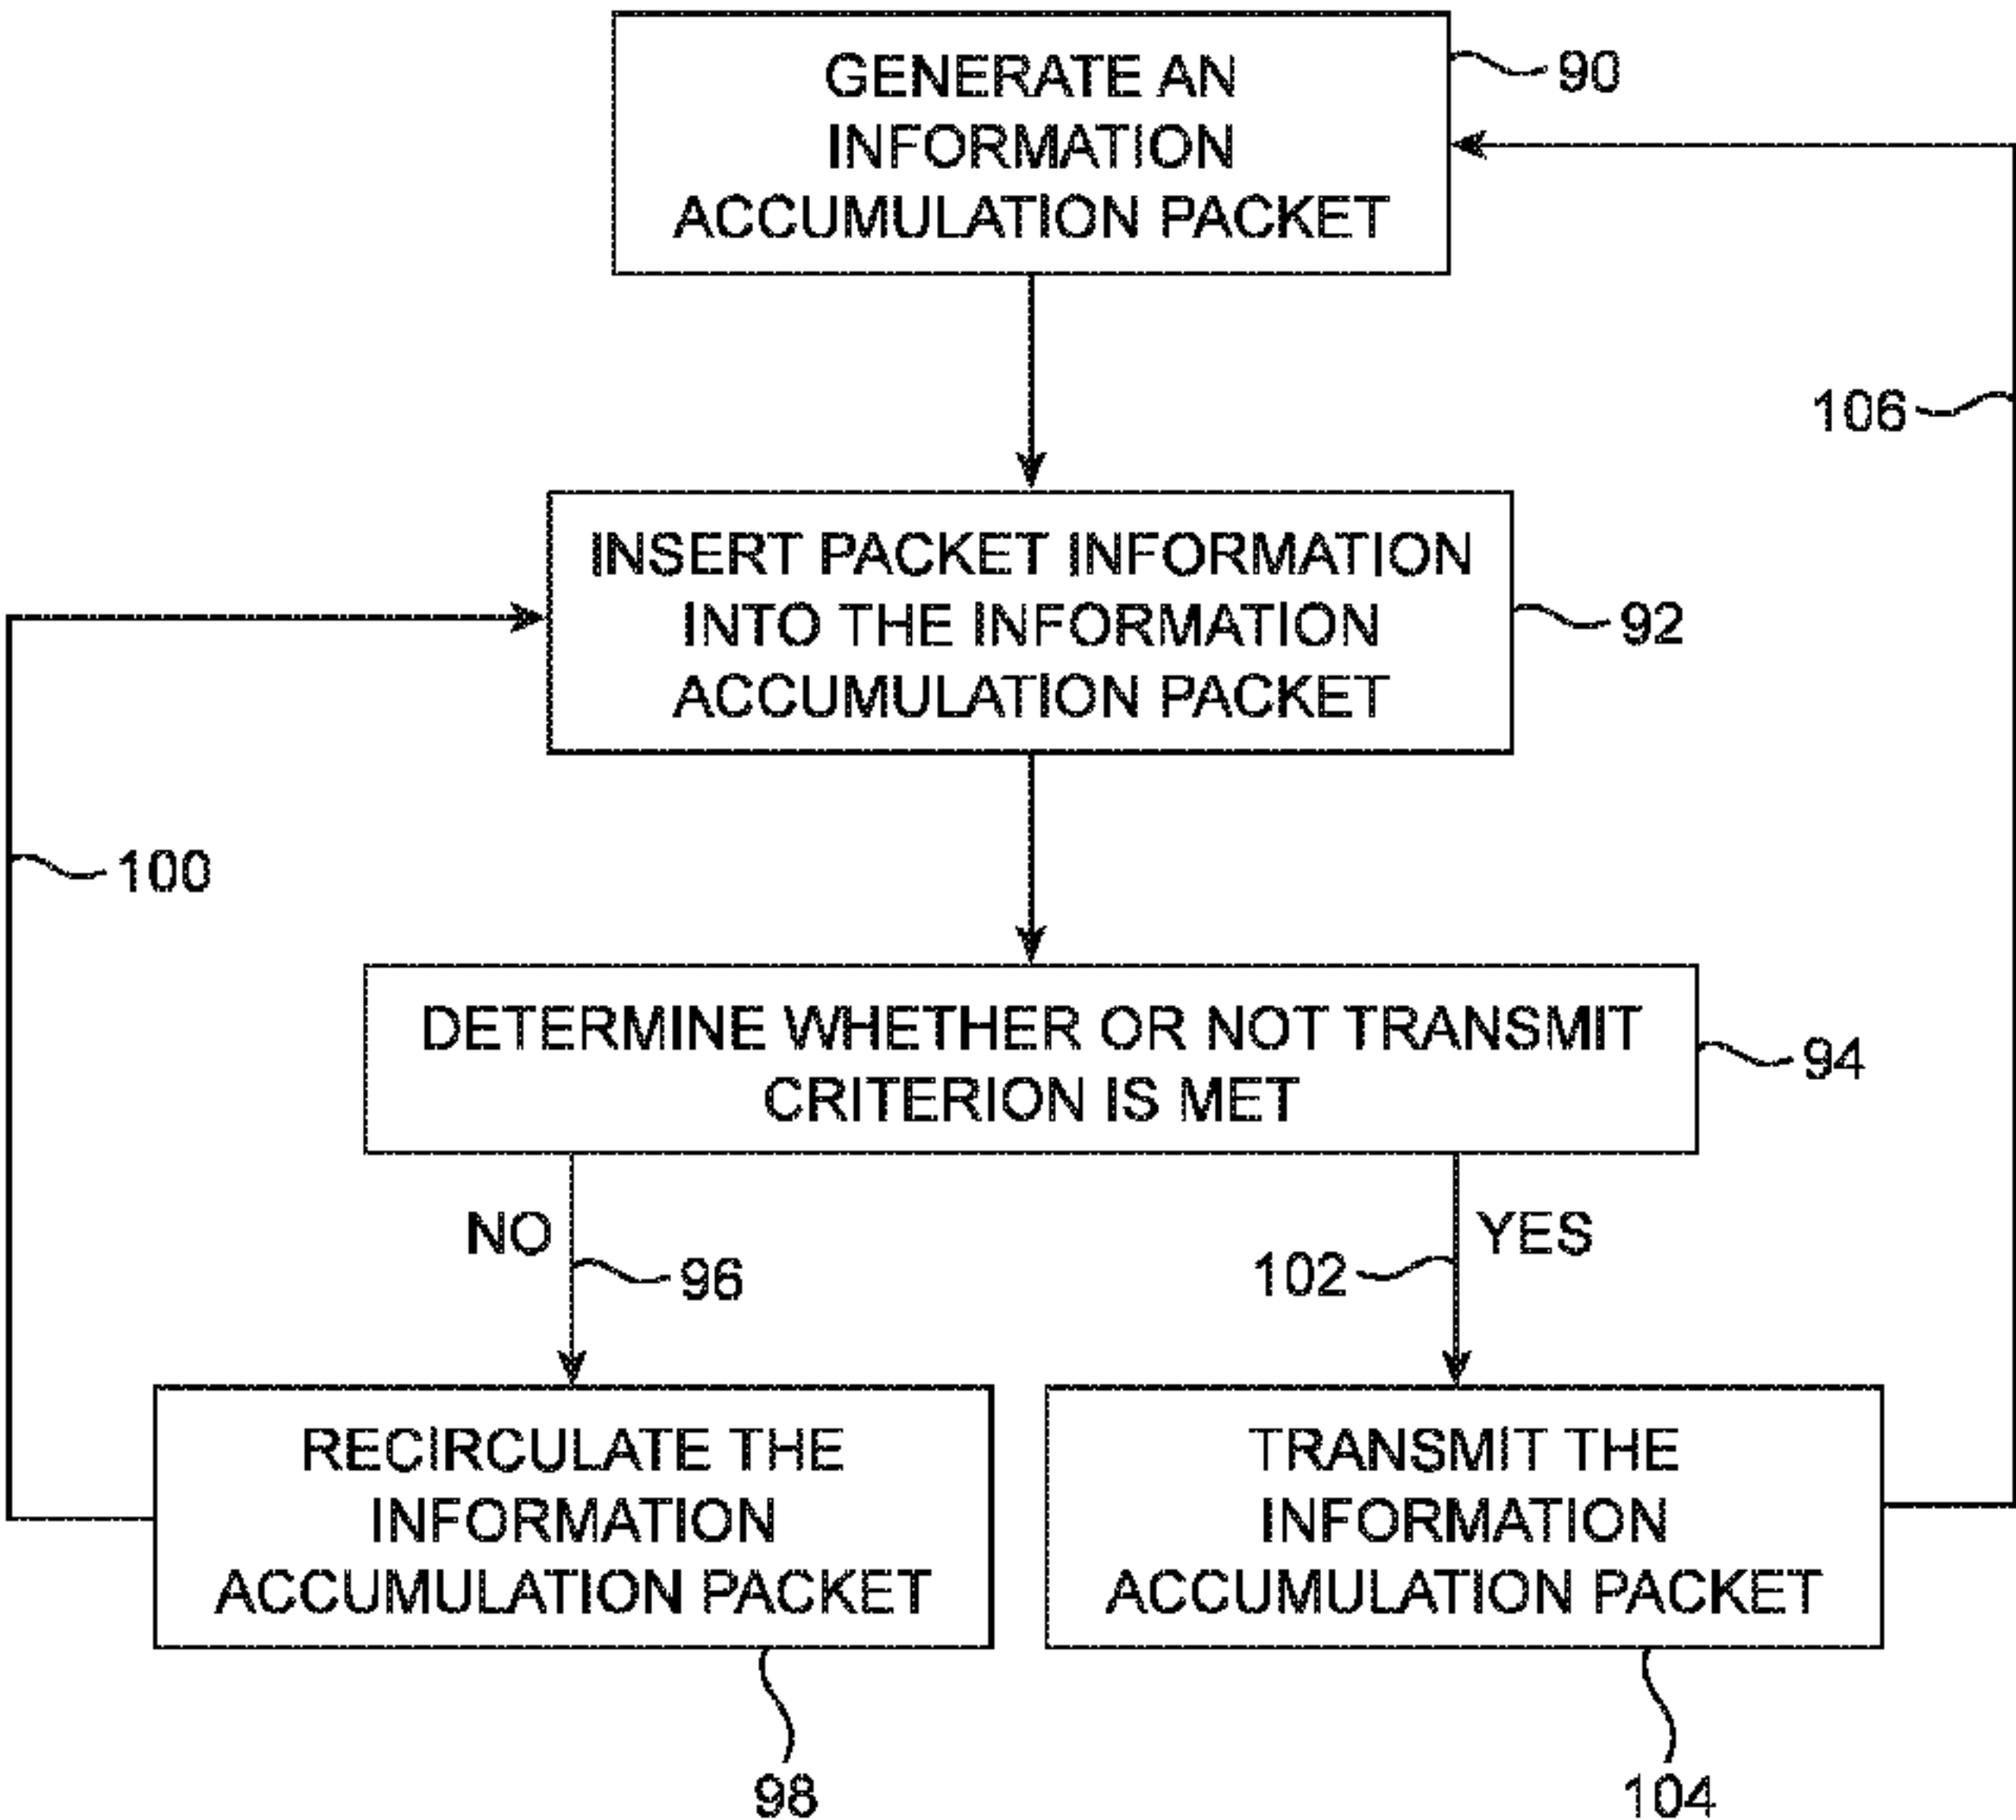 GENERATE AN
INFORMATION
ACCUMULATION PACKET
90
106
INSERT PACKET INFORMATION
INTO THE INFORMATION
ACCUMULATION PACKET
92
100
DETERMINE WHETHER OR NOT TRANSMIT
CRITERION IS MET
94
NO
96
102
YES
RECIRCULATE THE
INFORMATION
ACCUMULATION PACKET
98
TRANSMIT THE
INFORMATION
ACCUMULATION PACKET
104